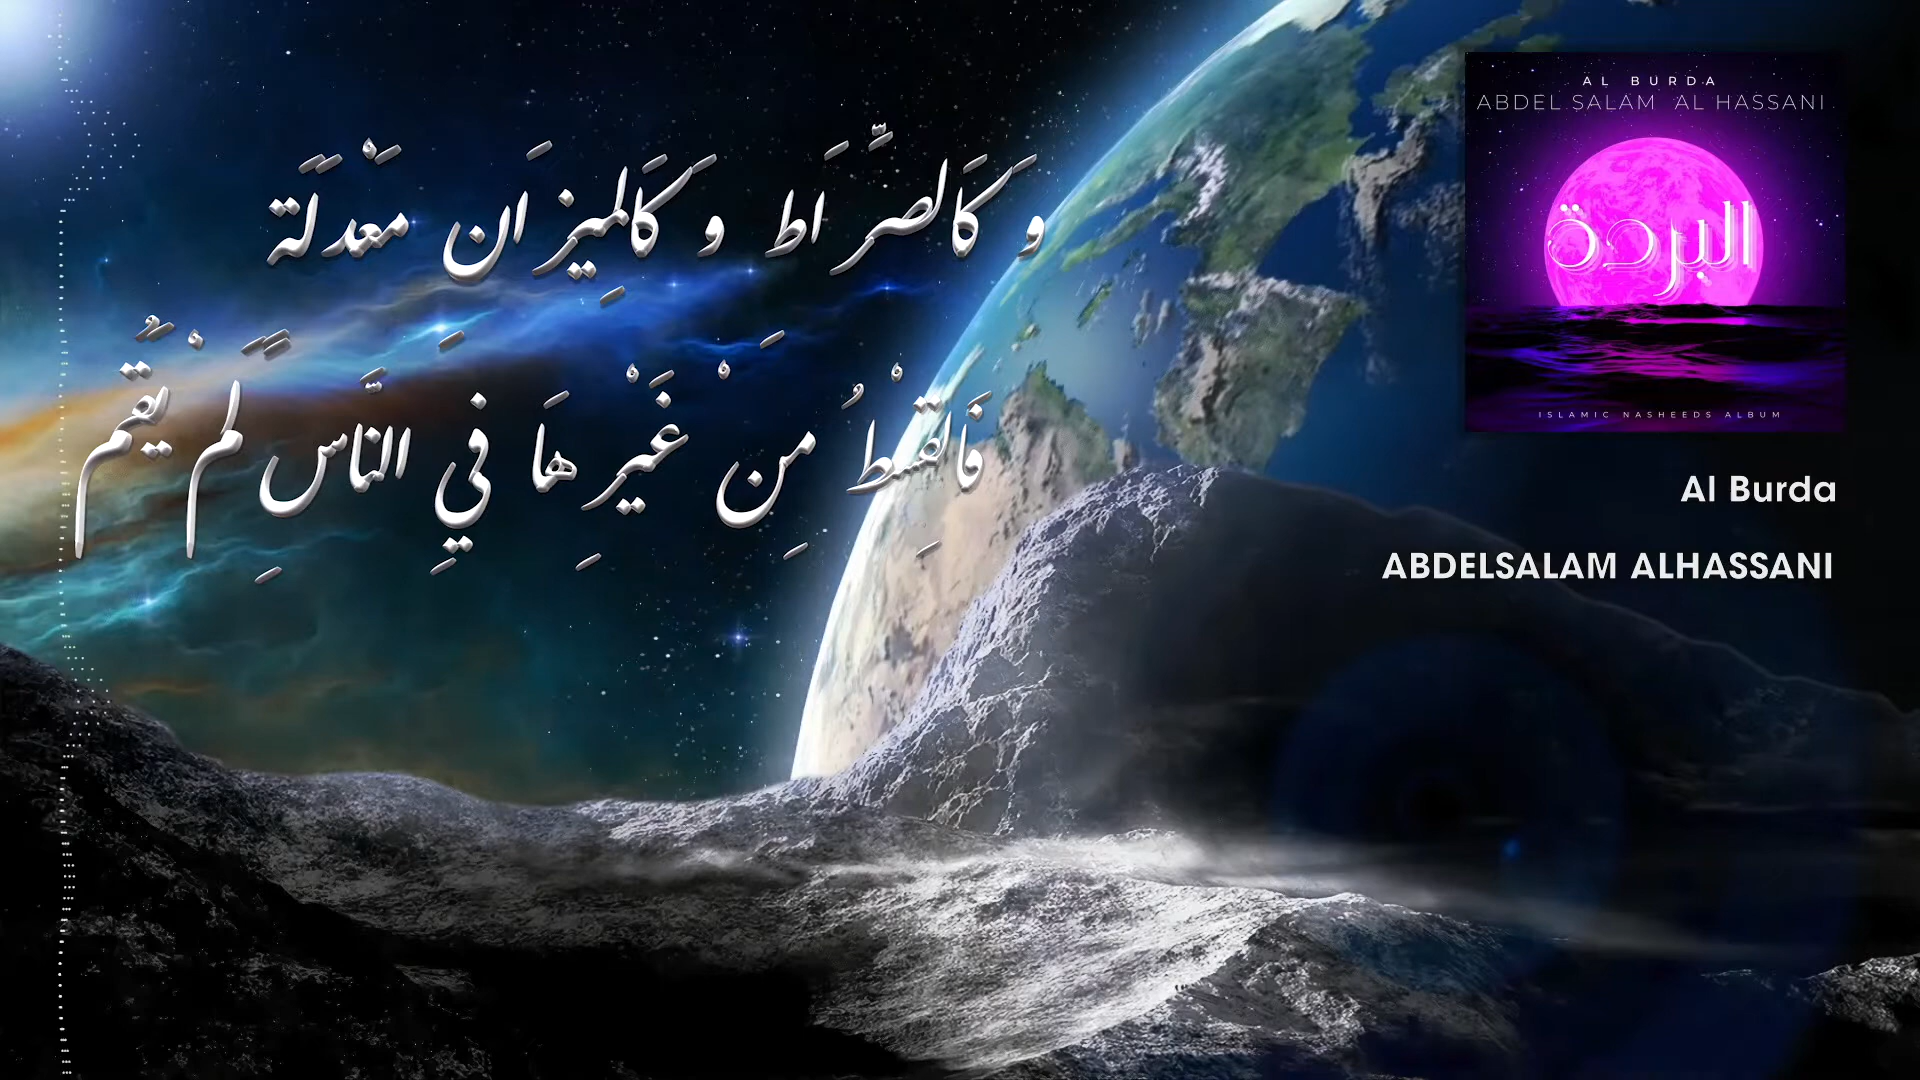 وَكَالصِّرَاطِ وَكَالمِيزَانِ مَعْدَلَةً
فَالقِسْطُ مِنْ غَيْرِهَا فِي النَّاسِ لَمْ يَقُمْ
AL BURDA
ABDEL SALAM AL HASSANI
البردة
ISLAMIC NASHEEDS ALBUM
Al Burda
ABDELSALAM ALHASSANI